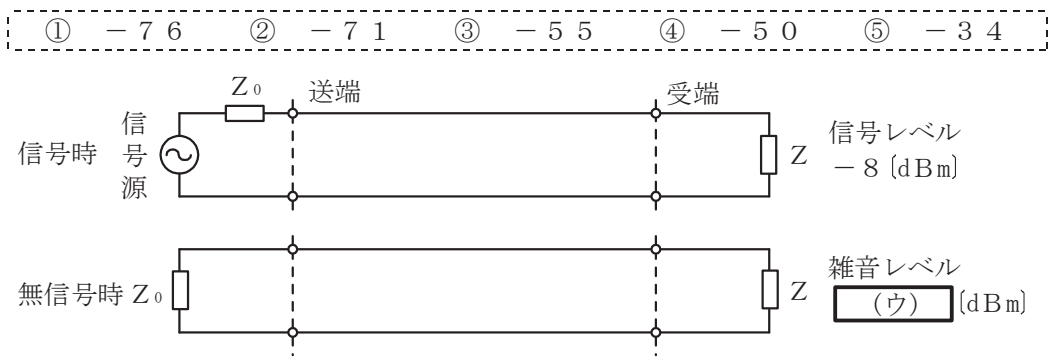 ① －７６ ② －７１ ③ －５５ ④ －５０ ⑤ －３４
Ｚ₀ 送端 受端
信号時 信号源 Ｚ 信号レベル
－８〔ｄＢｍ〕
無信号時 Ｚ₀ Ｚ 雑音レベル
（ウ）〔ｄＢｍ〕